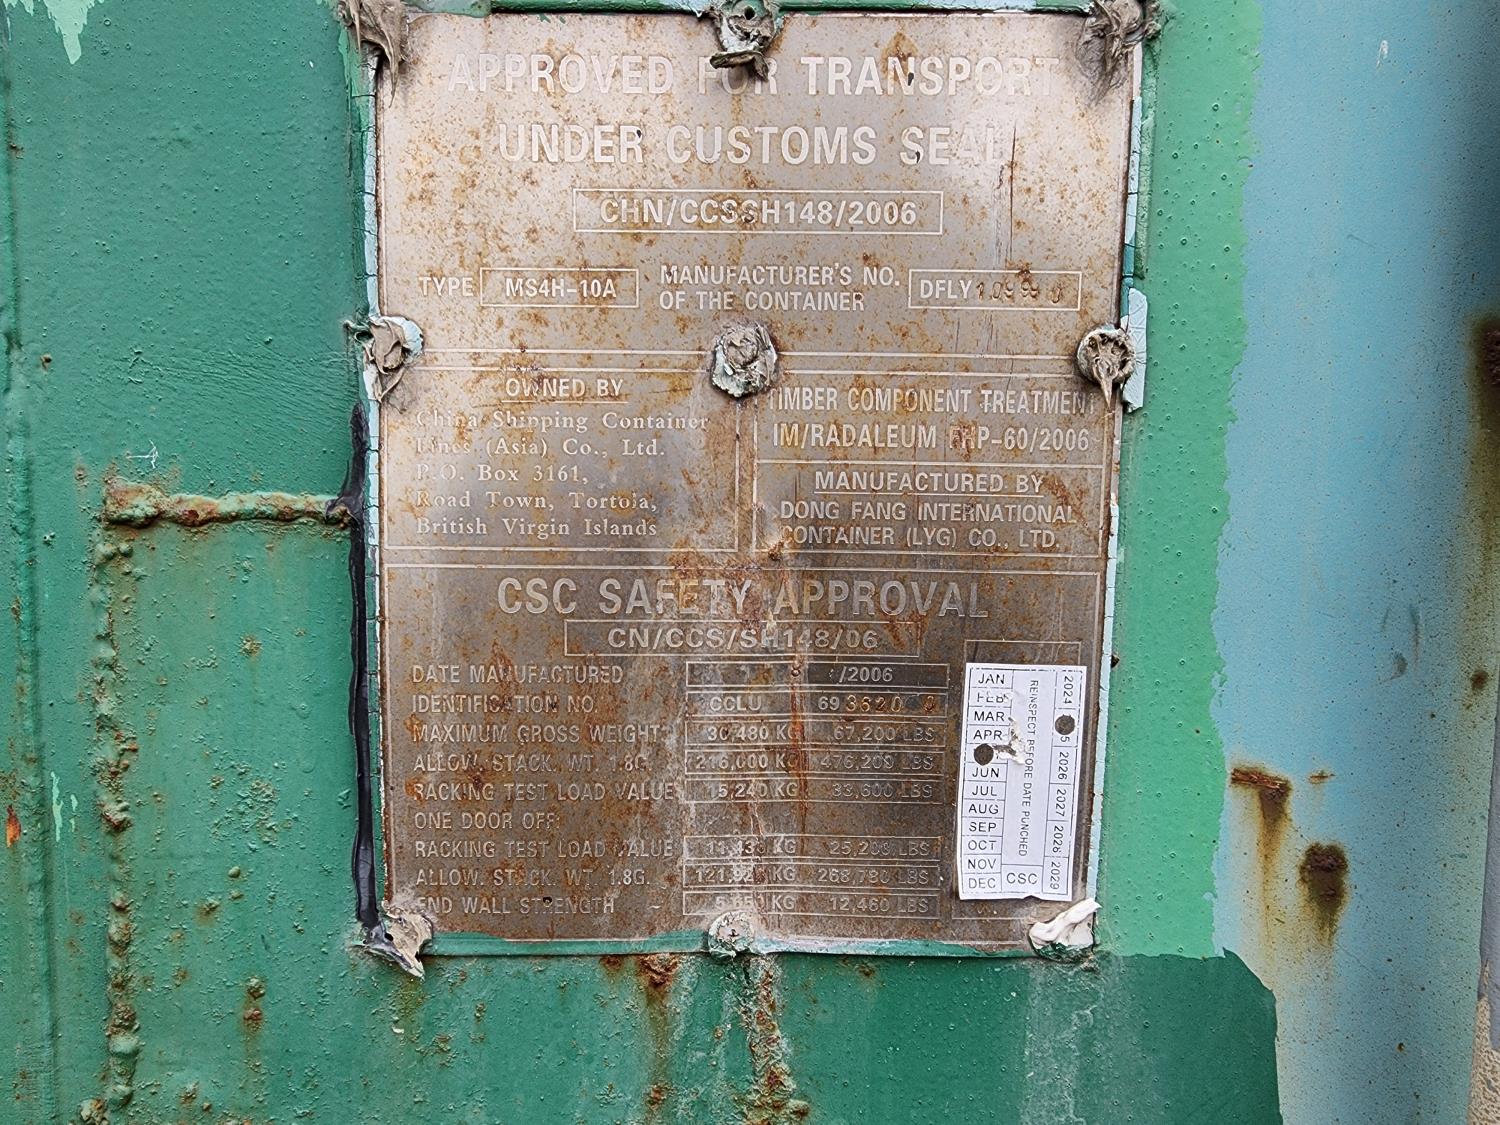 APPROVED FOR TRANSPORT
UNDER CUSTOMS SEAL
CHN/CCSSH148/2006
TYPE MS4H-10A MANUFACTURER'S NO. OF THE CONTAINER DFLY
OWNED BY
China Shipping Container
Lines (Asia) Co., Ltd.
P.O. Box 3161,
Road Town, Tortola,
British Virgin Islands
TIMBER COMPONENT TREATMENT
IM/RADALEUM FHP-60/2006
MANUFACTURED BY
DONG FANG INTERNATIONAL
CONTAINER (LYG) CO., LTD.
CSC SAFETY APPROVAL
CN/CCS/SH148/06
DATE MANUFACTURED /2006
IDENTIFICATION NO. CCLU 693620
MAXIMUM GROSS WEIGHT 30,480 KG 67,200 LBS
ALLOW. STACK. WT. 1.8G. 216,000 KG 476,200 LBS
RACKING TEST LOAD VALUE 15,240 KG 33,600 LBS
ONE DOOR OFF:
RACKING TEST LOAD VALUE 25,200 LBS
ALLOW. STACK. WT. 1.8G. 268,780 LBS
END WALL STRENGTH 5,650 KG 12,460 LBS
JAN
FEB
MAR
APR
JUN
JUL
AUG
SEP
OCT
NOV
DEC
REINSPECT BEFORE DATE PUNCHED
CSC
2024 5 2026 2027 2028 2029